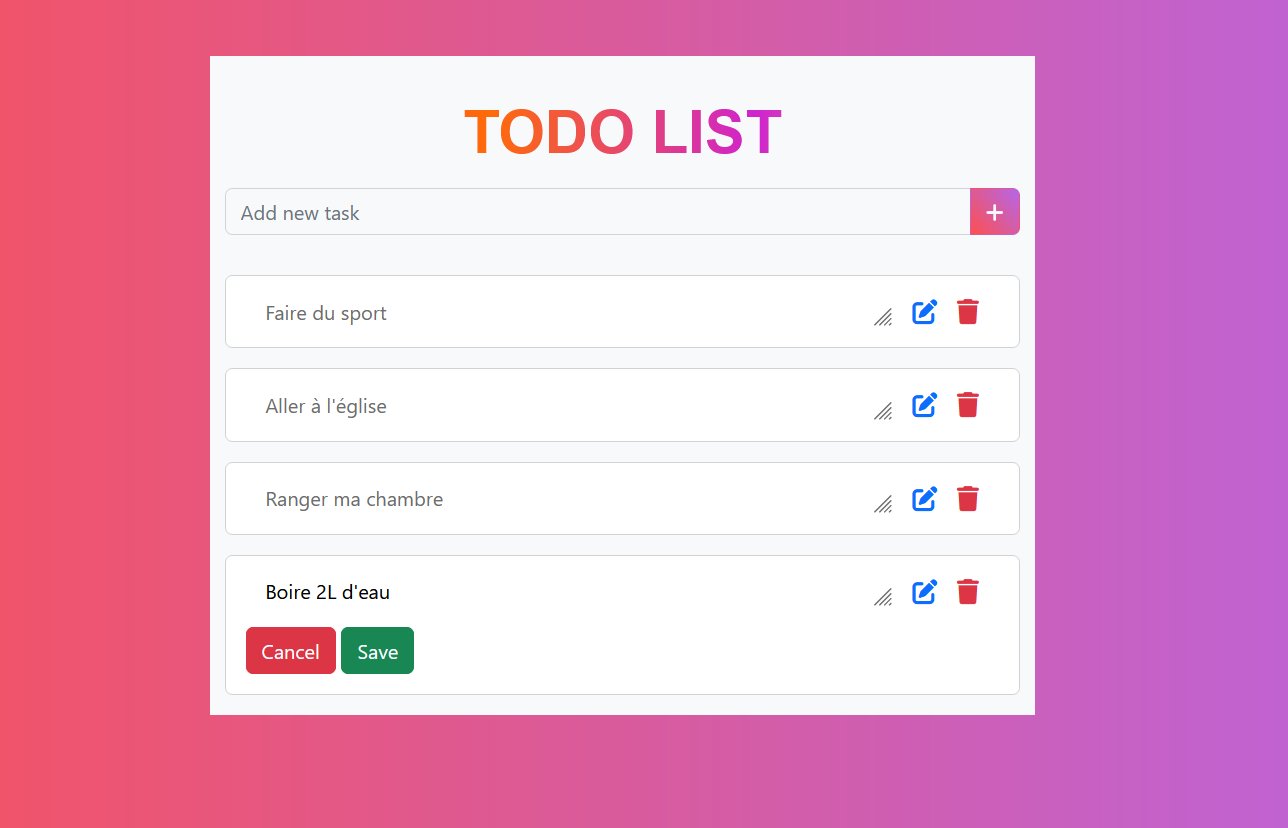 TODO LIST
Add new task
+
Faire du sport
Aller à l'église
Ranger ma chambre
Boire 2L d'eau
Cancel Save